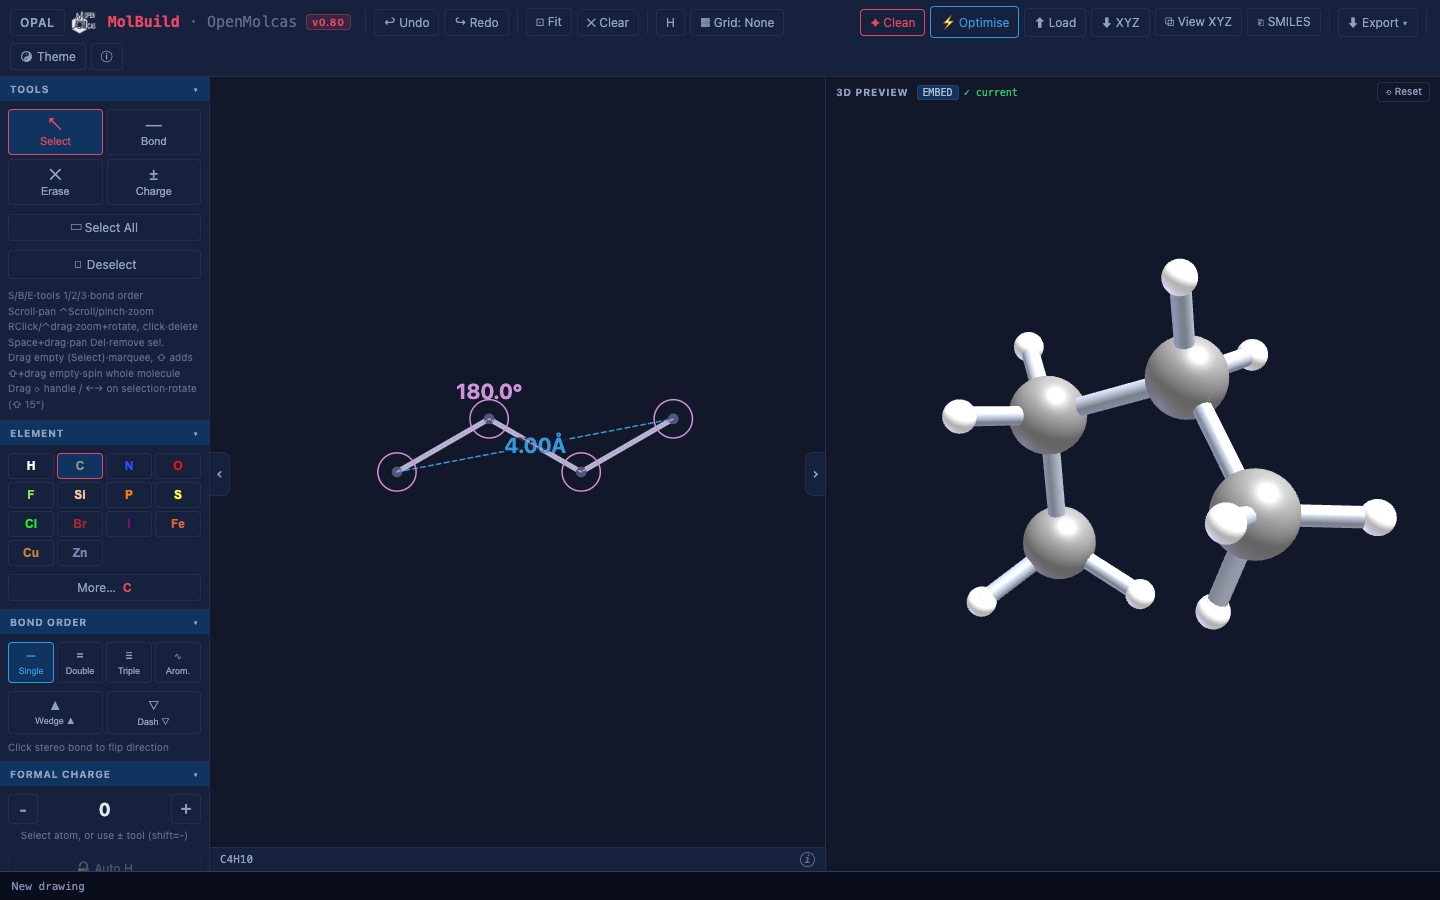 OPAL
OPEN
MOLCAS
MolBuild · OpenMolcas v0.80
↩ Undo
↪ Redo
⊡ Fit
✕ Clear
H
▦ Grid: None
✦ Clean
⚡ Optimise
⬆ Load
⬇ XYZ
View XYZ
SMILES
⬇ Export ▾
Theme
ⓘ
TOOLS ▾
Select
Bond
Erase
±
Charge
Select All
Deselect
S/B/E·tools 1/2/3·bond order
Scroll·pan ⌃Scroll/pinch·zoom
RClick/⌃drag·zoom+rotate, click·delete
Space+drag·pan Del·remove sel.
Drag empty (Select)·marquee, ⇧ adds
⇧+drag empty·spin whole molecule
Drag ⟳ handle / ←→ on selection·rotate
(⇧ 15°)
ELEMENT ▾
H C N O
F Si P S
Cl Br I Fe
Cu Zn
More... C
BOND ORDER ▾
Single
Double
Triple
Arom.
▲
Wedge ▲
▽
Dash ▽
Click stereo bond to flip direction
FORMAL CHARGE ▾
- 0 +
Select atom, or use ± tool (shift=-)
Auto H
180.0°
4.00Å
‹
›
C4H10
i
3D PREVIEW EMBED ✓ current
⟲ Reset
New drawing